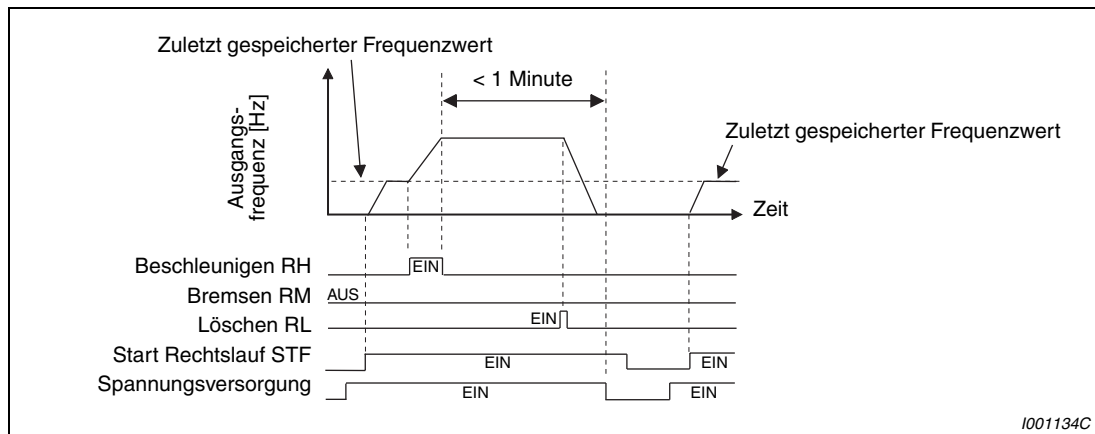 Zuletzt gespeicherter Frequenzwert
< 1 Minute
Ausgangs-
frequenz [Hz]
Zuletzt gespeicherter Frequenzwert
Zeit
Beschleunigen RH
EIN
Bremsen RM
AUS
Löschen RL
EIN
Start Rechtslauf STF
EIN
EIN
Spannungsversorgung
EIN
EIN
I001134C